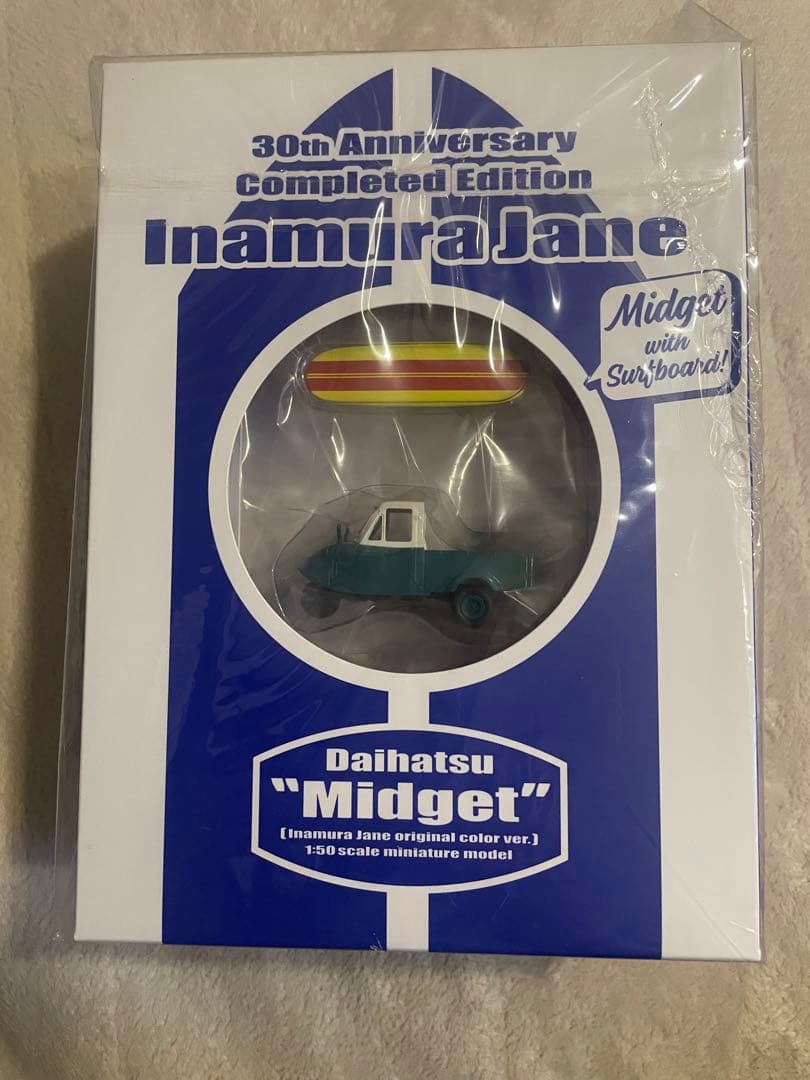 30th Anniversary
Completed Edition
Inamura Jane
Midget
with
Surfboard!
Daihatsu
"Midget"
(Inamura Jane original color ver.)
1:50 scale miniature model